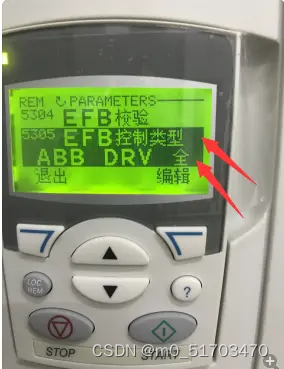 REM ↻ PARAMETERS
5304 EFB校验
5305 EFB控制类型
ABB DRV 全
退出 编辑
LOC
REM
?
STOP START
CSDN @m0_51703470